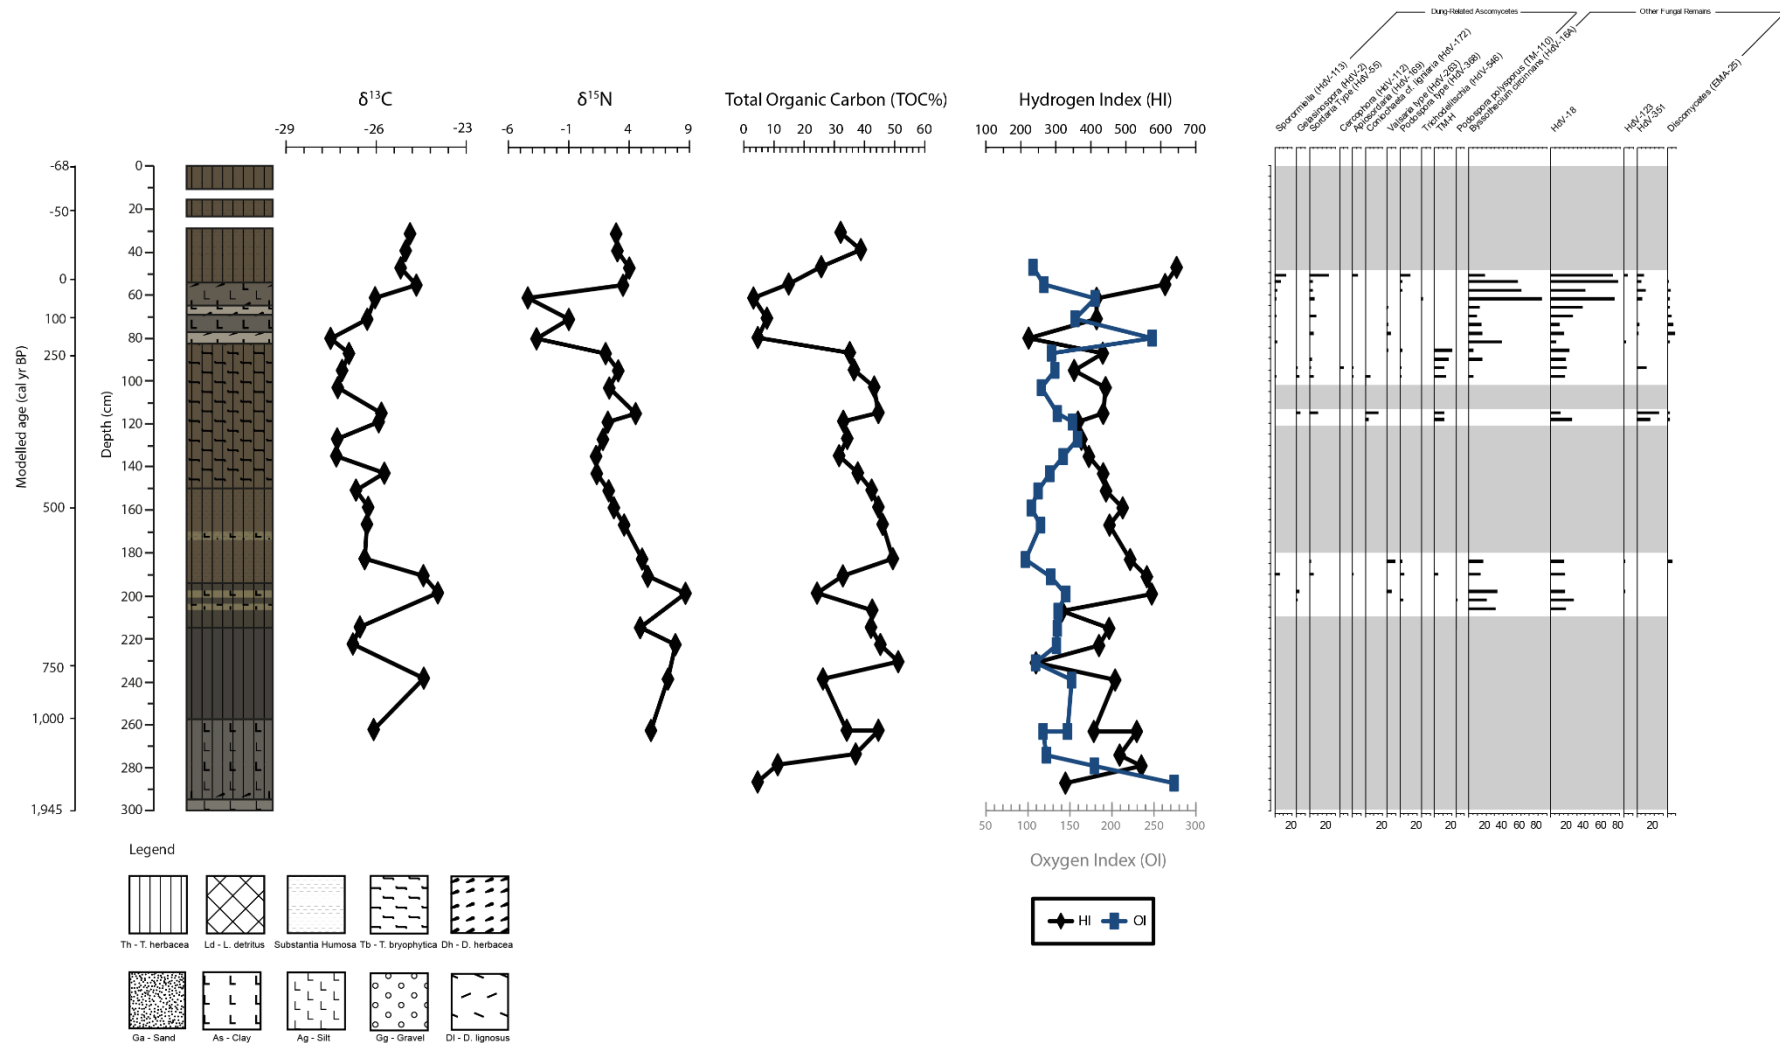 Dung-Related Ascomycetes
Other Fungal Remains
Sporormiella (HdV-113)
Gelasinospora (HdV-2)
Sordaria Type (HdV-55)
Cercophora (HdV-112)
Apiosordaria (HdV-169)
Coniochaeta cf. ligniaria (HdV-172)
Valsaria type (HdV-263)
Podospora type (HdV-368)
Trichodelitschia (HdV-546)
TM-H
Podospora polysporus (TM-110)
Byssothecium circinnans (HdV-16A)
HdV-18
HdV-123
HdV-351
Discomycetes (EMA-25)
δ13C
δ15N
Total Organic Carbon (TOC%)
Hydrogen Index (HI)
-29 -26 -23
-6 -1 4 9
0 10 20 30 40 50 60
100 200 300 400 500 600 700
Modelled age (cal yr BP)
-68
-50
0
100
250
500
750
1,000
1,945
Depth (cm)
0
20
40
60
80
100
120
140
160
180
200
220
240
260
280
300
50 100 150 200 250 300
Oxygen Index (OI)
20 20 20 20 20 20 20 40 60 80 20 40 60 80 20
HI OI
Legend
Th - T. herbacea
Ld - L. detritus
Substantia Humosa
Tb - T. bryophytica
Dh - D. herbacea
Ga - Sand
As - Clay
Ag - Silt
Gg - Gravel
Dl - D. lignosus